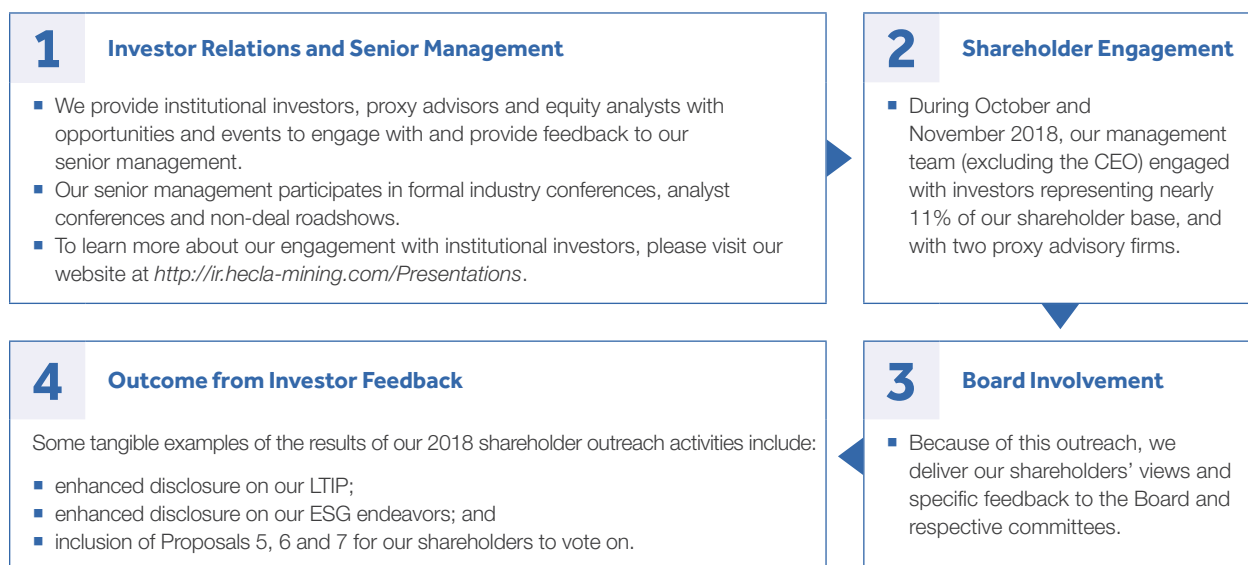 1 Investor Relations and Senior Management
■ We provide institutional investors, proxy advisors and equity analysts with
opportunities and events to engage with and provide feedback to our
senior management.
■ Our senior management participates in formal industry conferences, analyst
conferences and non-deal roadshows.
■ To learn more about our engagement with institutional investors, please visit our
website at http://ir.hecla-mining.com/Presentations.
2 Shareholder Engagement
■ During October and
November 2018, our management
team (excluding the CEO) engaged
with investors representing nearly
11% of our shareholder base, and
with two proxy advisory firms.
3 Board Involvement
■ Because of this outreach, we
deliver our shareholders’ views and
specific feedback to the Board and
respective committees.
4 Outcome from Investor Feedback
Some tangible examples of the results of our 2018 shareholder outreach activities include:
■ enhanced disclosure on our LTIP;
■ enhanced disclosure on our ESG endeavors; and
■ inclusion of Proposals 5, 6 and 7 for our shareholders to vote on.